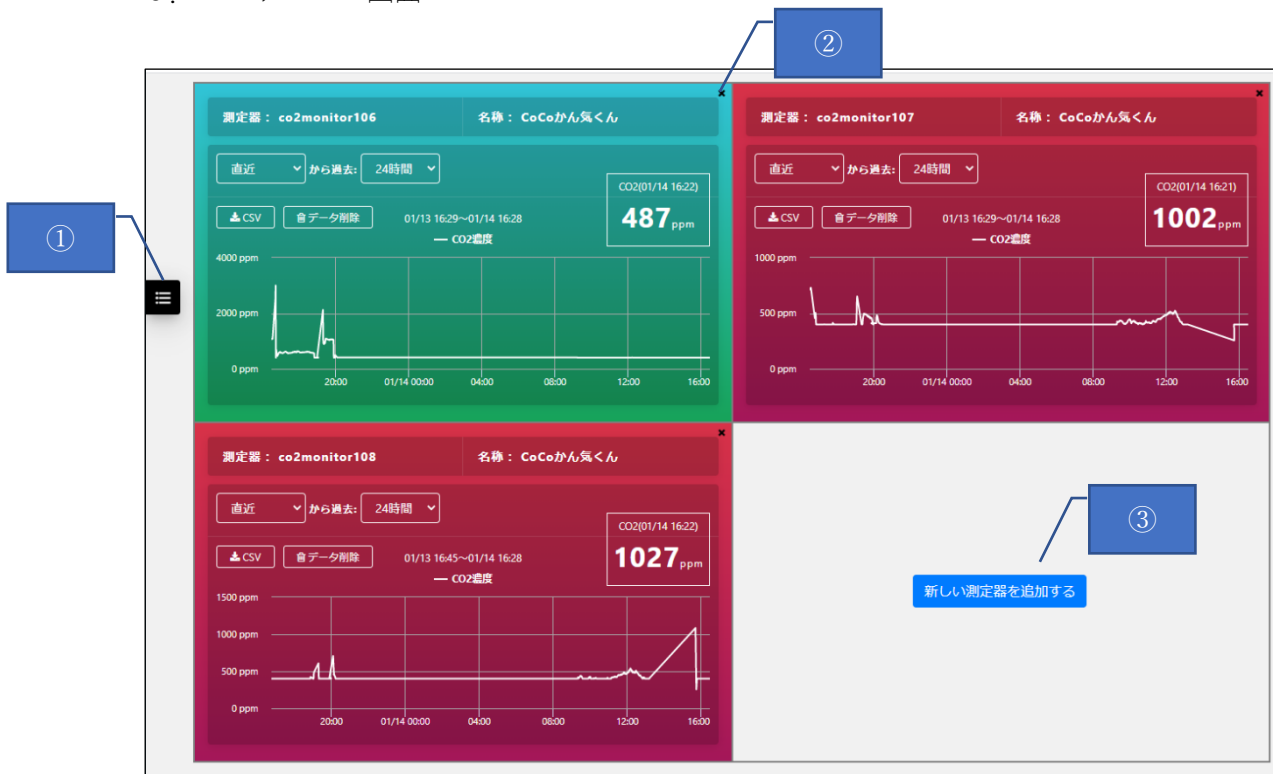 ②
①
測定器： co2monitor106 名称： CoCoかん気くん
直近 から過去: 24時間
CO2(01/14 16:22)
487ppm
CSV データ削除 01/13 16:29～01/14 16:28
CO2濃度
4000 ppm
2000 ppm
0 ppm
20:00 01/14 00:00 04:00 08:00 12:00 16:00
測定器： co2monitor107 名称： CoCoかん気くん
直近 から過去: 24時間
CO2(01/14 16:21)
1002ppm
CSV データ削除 01/13 16:29～01/14 16:28
CO2濃度
1000 ppm
500 ppm
0 ppm
20:00 01/14 00:00 04:00 08:00 12:00 16:00
測定器： co2monitor108 名称： CoCoかん気くん
直近 から過去: 24時間
CO2(01/14 16:22)
1027ppm
CSV データ削除 01/13 16:45～01/14 16:28
CO2濃度
1500 ppm
1000 ppm
500 ppm
0 ppm
20:00 01/14 00:00 04:00 08:00 12:00 16:00
③
新しい測定器を追加する